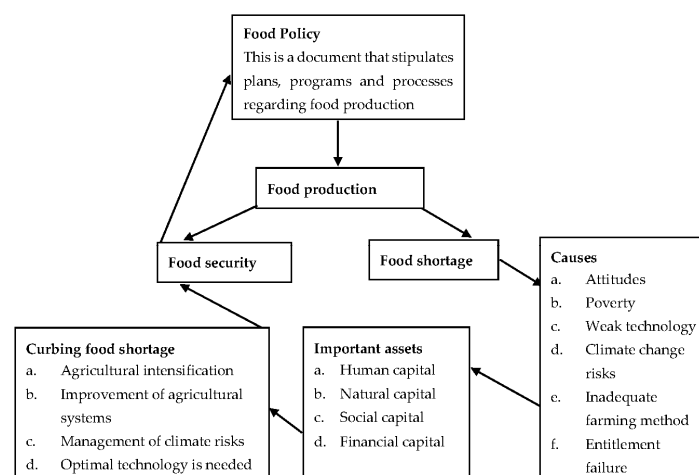 Food Policy
This is a document that stipulates
plans, programs and processes
regarding food production
Food production
Food security
Food shortage
Causes
a. Attitudes
b. Poverty
c. Weak technology
d. Climate change
risks
e. Inadequate
farming method
f. Entitlement
failure
Important assets
a. Human capital
b. Natural capital
c. Social capital
d. Financial capital
Curbing food shortage
a. Agricultural intensification
b. Improvement of agricultural
systems
c. Management of climate risks
d. Optimal technology is needed